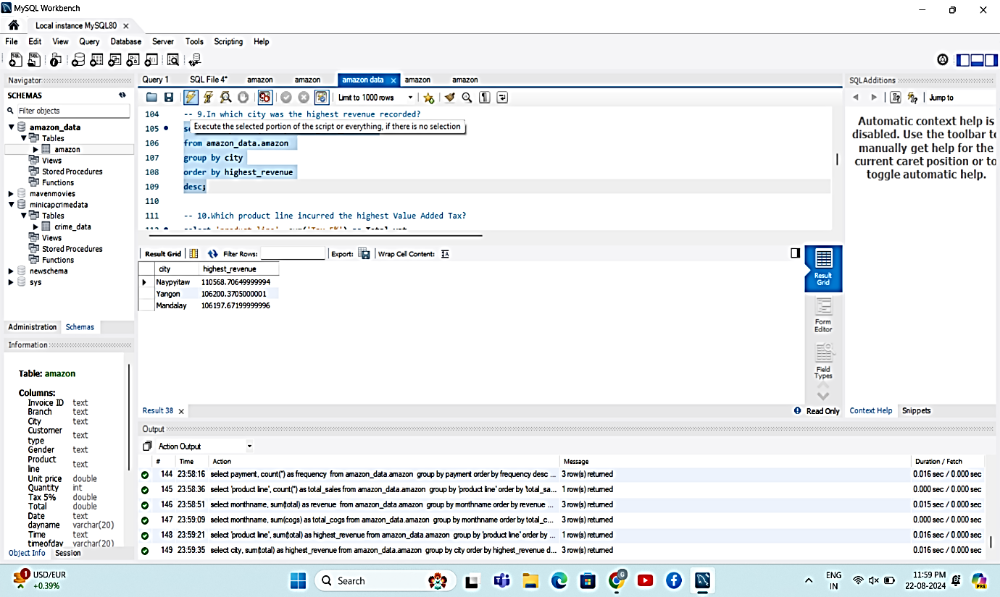 MySQL Workbench
Local instance MySQL80
File Edit View Query Database Server Tools Scripting Help
Navigator
SCHEMAS
Filter objects
amazon_data
Tables
amazon
Views
Stored Procedures
Functions
mavenmovies
minicapcrimedata
Tables
crime_data
Views
Stored Procedures
Functions
newschema
sys
Administration Schemas
Information
Table: amazon
Columns:
Invoice ID text
Branch text
City text
Customer type text
Gender text
Product line text
Unit price double
Quantity int
Tax 5% double
Total double
Date text
dayname varchar(20)
Time text
timeofday varchar(20)
Object Info Session
Query 1 SQL File 4* amazon amazon amazon data amazon amazon
Limit to 1000 rows
104 -- 9.In which city was the highest revenue recorded?
105 se
Execute the selected portion of the script or everything, if there is no selection
106 from amazon_data.amazon
107 group by city
108 order by highest_revenue
109 desc;
110
111 -- 10.Which product line incurred the highest Value Added Tax?
112 select 'product line', sum('Tax 5%') as Total_vat
Result Grid Filter Rows: Export: Wrap Cell Content:
city highest_revenue
Naypyitaw 110568.70649999994
Yangon 106200.3705000001
Mandalay 106197.67199999996
Result Grid
Form Editor
Field Types
Result 38 Read Only
SQLAdditions
Jump to
Automatic context help is
disabled. Use the toolbar to
manually get help for the
current caret position or to
toggle automatic help.
Context Help Snippets
Output
Action Output
# Time Action Message Duration / Fetch
144 23:58:16 select payment, count(*) as frequency from amazon_data.amazon group by payment order by frequency desc ... 3 row(s) returned 0.016 sec / 0.000 sec
145 23:58:36 select 'product line', count(*) as total_sales from amazon_data.amazon group by 'product line' order by 'total_sa... 1 row(s) returned 0.000 sec / 0.000 sec
146 23:58:51 select monthname, sum(total) as revenue from amazon_data.amazon group by monthname order by revenue ... 3 row(s) returned 0.015 sec / 0.000 sec
147 23:59:09 select monthname, sum(cogs) as total_cogs from amazon_data.amazon group by monthname order by total_c... 3 row(s) returned 0.000 sec / 0.000 sec
148 23:59:21 select 'product line', sum(total) as highest_revenue from amazon_data.amazon group by 'product line' order by ... 1 row(s) returned 0.016 sec / 0.000 sec
149 23:59:35 select city, sum(total) as highest_revenue from amazon_data.amazon group by city order by highest_revenue d... 3 row(s) returned 0.016 sec / 0.000 sec
1
USD/EUR
+0.39%
Search
G
ENG
IN
11:59 PM
22-08-2024
PRE